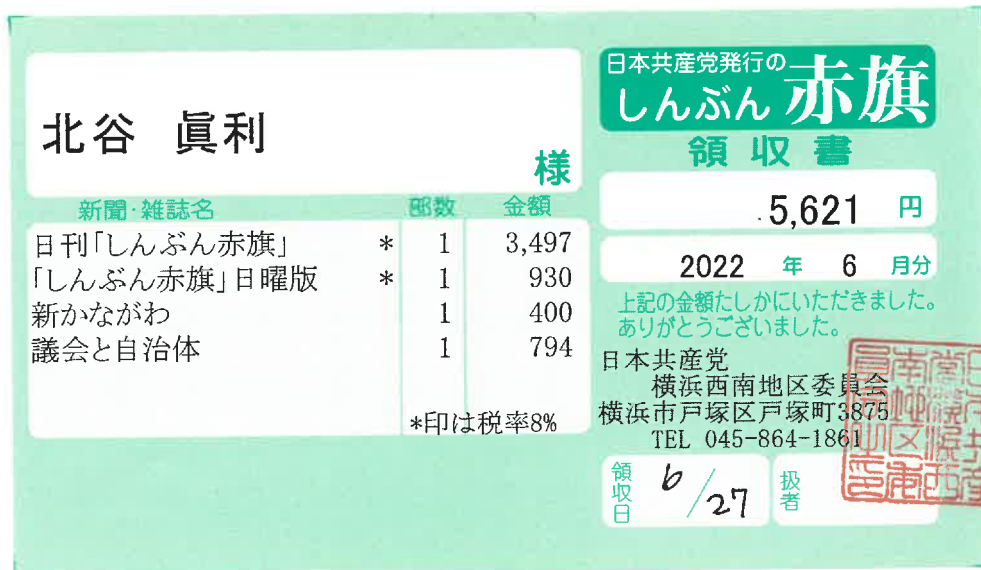 北谷 眞利 様
新聞・雑誌名 部数 金額
日刊「しんぶん赤旗」 * 1 3,497
「しんぶん赤旗」日曜版 * 1 930
新かながわ 1 400
議会と自治体 1 794
*印は税率8%
日本共産党発行の
しんぶん赤旗
領収書
5,621 円
2022 年 6 月分
上記の金額たしかにいただきました。
ありがとうございました。
日本共産党
横浜西南地区委員会
横浜市戸塚区戸塚町3875
TEL 045-864-1861
領収日 6/27
扱者